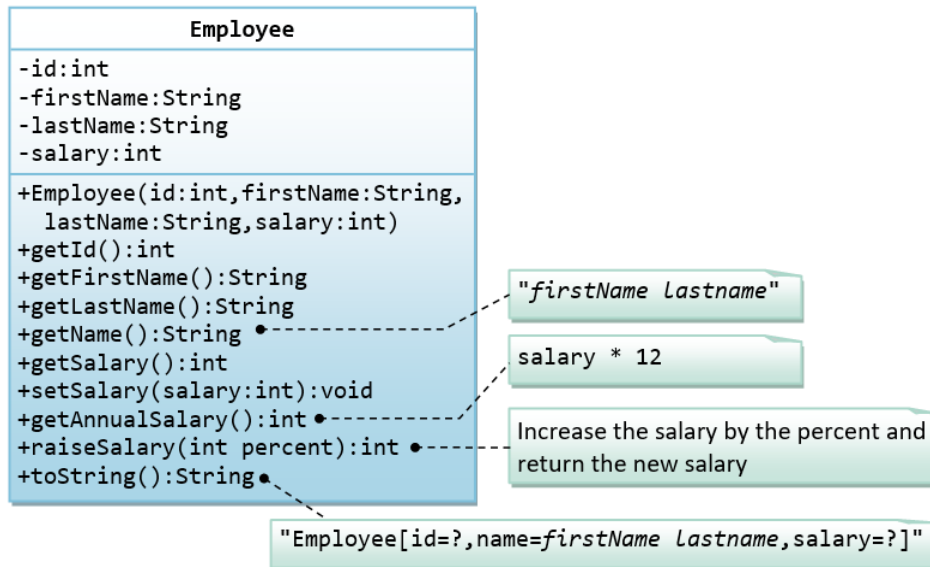 Employee
-id:int
-firstName:String
-lastName:String
-salary:int
+Employee(id:int,firstName:String,
lastName:String,salary:int)
+getId():int
+getFirstName():String
+getLastName():String
+getName():String
+getSalary():int
+setSalary(salary:int):void
+getAnnualSalary():int
+raiseSalary(int percent):int
+toString():String
"firstName lastname"
salary * 12
Increase the salary by the percent and
return the new salary
"Employee[id=?,name=firstName lastname,salary=?]"